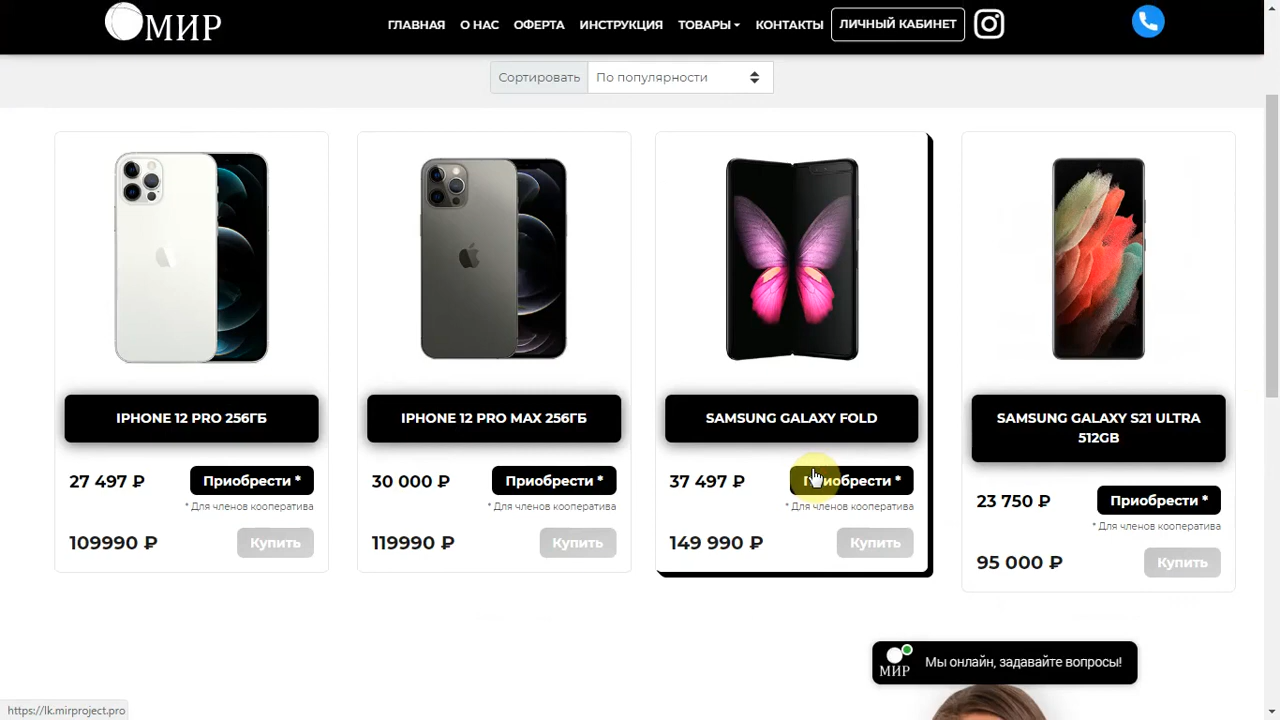 МИР
ГЛАВНАЯ О НАС ОФЕРТА ИНСТРУКЦИЯ ТОВАРЫ КОНТАКТЫ ЛИЧНЫЙ КАБИНЕТ
Сортировать По популярности
IPHONE 12 PRO 256ГБ
27 497 ₽ Приобрести *
* Для членов кооператива
109990 ₽ Купить
IPHONE 12 PRO MAX 256ГБ
30 000 ₽ Приобрести *
* Для членов кооператива
119990 ₽ Купить
SAMSUNG GALAXY FOLD
37 497 ₽ Приобрести *
* Для членов кооператива
149 990 ₽ Купить
SAMSUNG GALAXY S21 ULTRA
512GB
23 750 ₽ Приобрести *
* Для членов кооператива
95 000 ₽ Купить
МИР Мы онлайн, задавайте вопросы!
https://lk.mirproject.pro